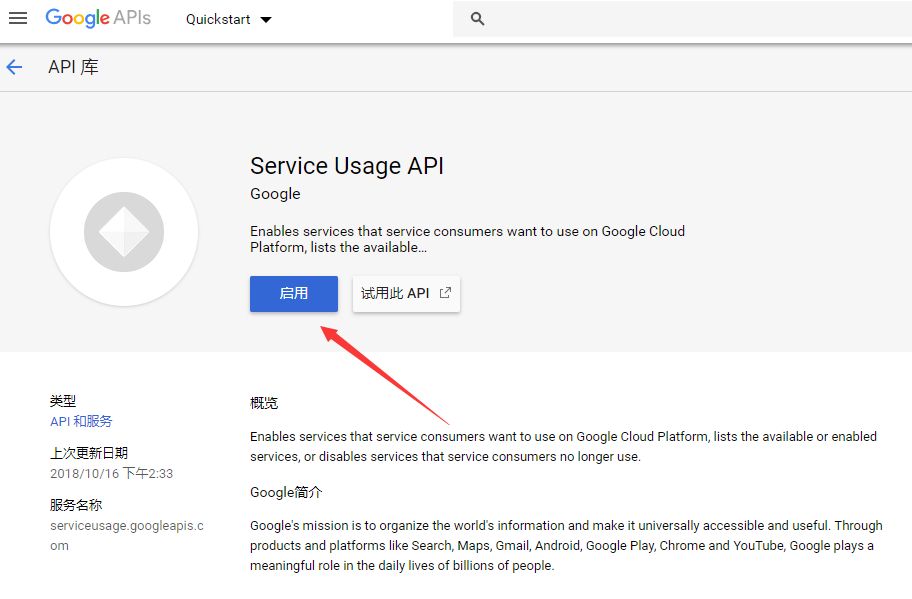 Google APIs
Quickstart
API 库
Service Usage API
Google
Enables services that service consumers want to use on Google Cloud
Platform, lists the available...
启用
试用此 API
类型
API 和服务
上次更新日期
2018/10/16 下午2:33
服务名称
serviceusage.googleapis.c
om
概览
Enables services that service consumers want to use on Google Cloud Platform, lists the available or enabled
services, or disables services that service consumers no longer use.
Google简介
Google's mission is to organize the world's information and make it universally accessible and useful. Through
products and platforms like Search, Maps, Gmail, Android, Google Play, Chrome and YouTube, Google plays a
meaningful role in the daily lives of billions of people.